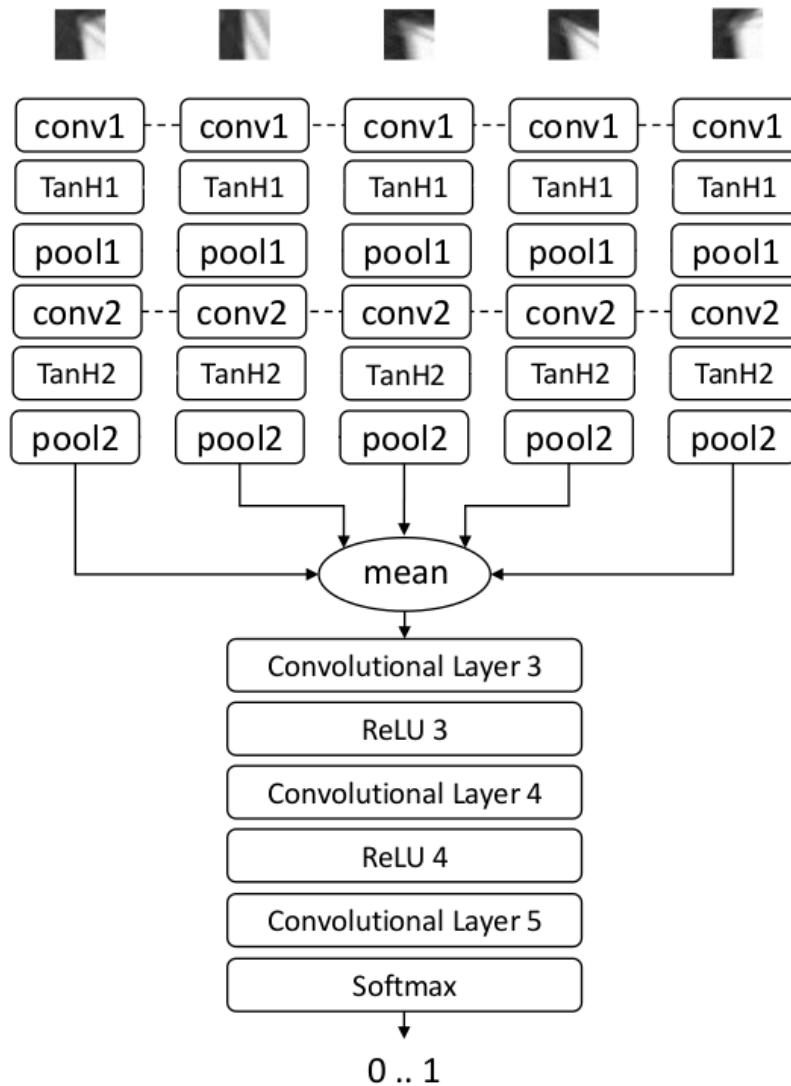 conv1 conv1 conv1 conv1 conv1
TanH1 TanH1 TanH1 TanH1 TanH1
pool1 pool1 pool1 pool1 pool1
conv2 conv2 conv2 conv2 conv2
TanH2 TanH2 TanH2 TanH2 TanH2
pool2 pool2 pool2 pool2 pool2
mean
Convolutional Layer 3
ReLU 3
Convolutional Layer 4
ReLU 4
Convolutional Layer 5
Softmax
0 .. 1